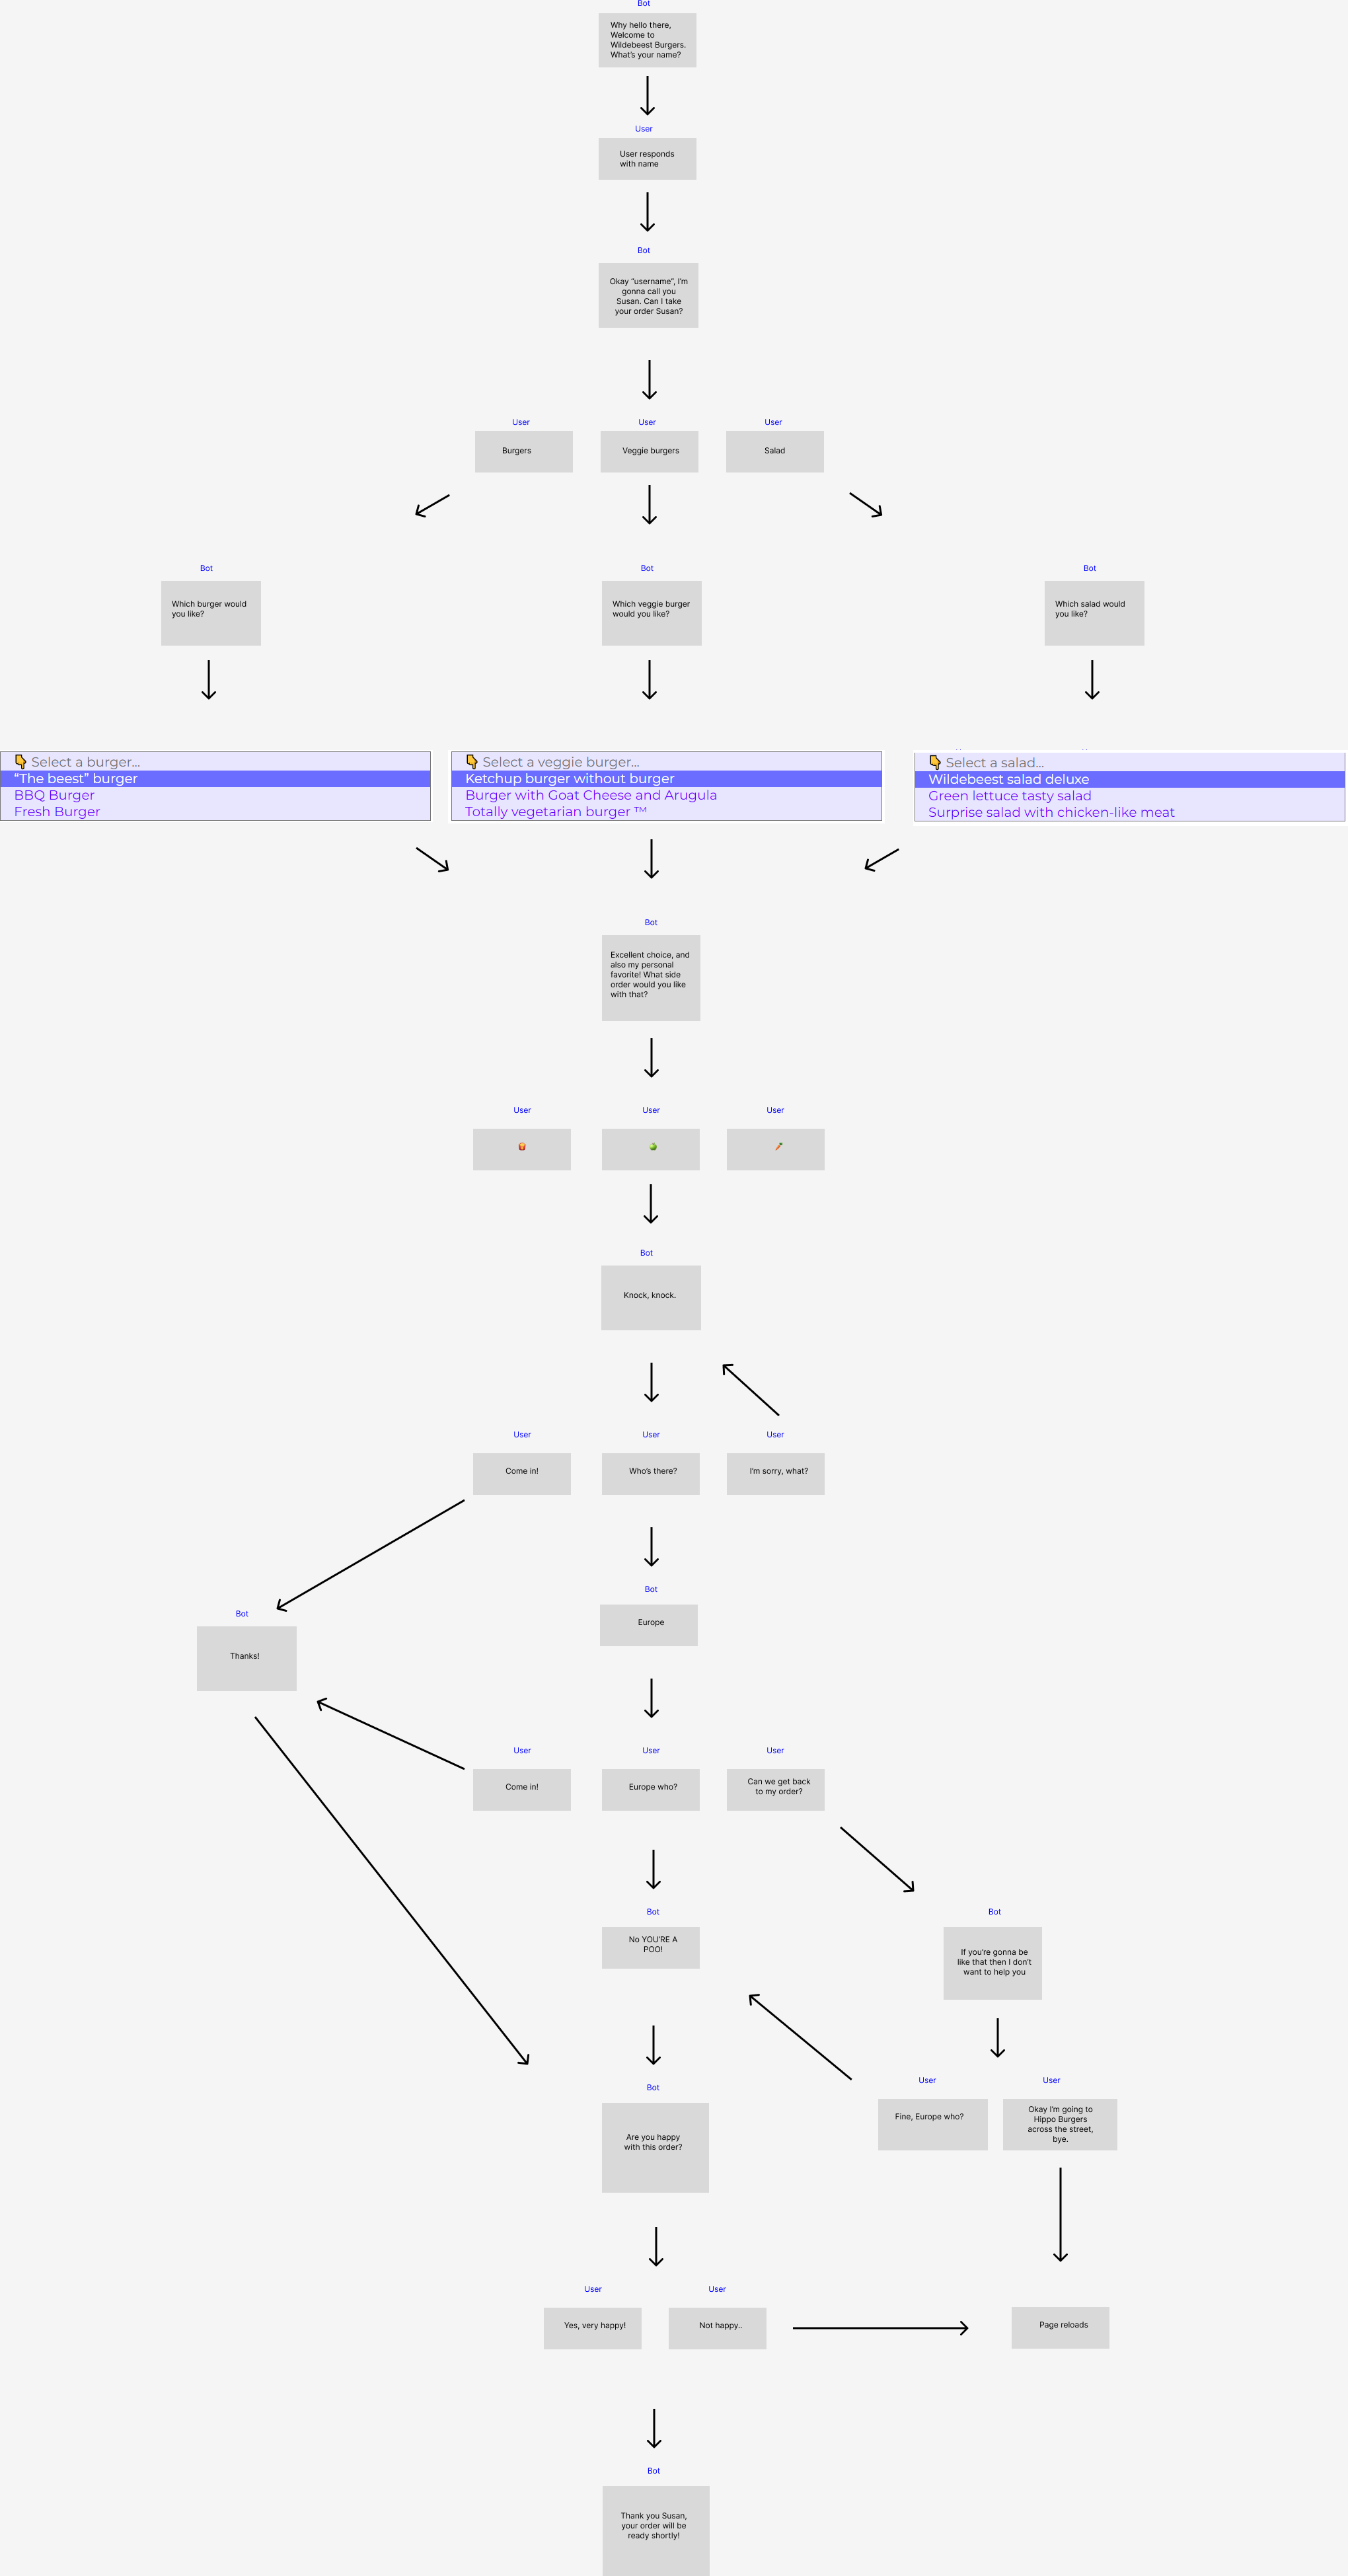 Bot
Why hello there,
Welcome to
Wildebeest Burgers.
What's your name?
User
User responds
with name
Bot
Okay "username", I'm
gonna call you
Susan. Can I take
your order Susan?
User
User
User
Burgers
Veggie burgers
Salad
Bot
Bot
Bot
Which burger would
you like?
Which veggie burger
would you like?
Which salad would
you like?
👇 Select a burger...
“The beest” burger
BBQ Burger
Fresh Burger
👇 Select a veggie burger...
Ketchup burger without burger
Burger with Goat Cheese and Arugula
Totally vegetarian burger ™
👇 Select a salad...
Wildebeest salad deluxe
Green lettuce tasty salad
Surprise salad with chicken-like meat
Bot
Excellent choice, and
also my personal
favorite! What side
order would you like
with that?
User
User
User
🍟
🍏
🥕
Bot
Knock, knock.
User
User
User
Come in!
Who's there?
I'm sorry, what?
Bot
Europe
Bot
Thanks!
User
User
User
Come in!
Europe who?
Can we get back
to my order?
Bot
No YOU'RE A
POO!
Bot
If you're gonna be
like that then I don't
want to help you
User
User
Fine, Europe who?
Okay I'm going to
Hippo Burgers
across the street,
bye.
Bot
Are you happy
with this order?
User
User
Yes, very happy!
Not happy..
Page reloads
Bot
Thank you Susan,
your order will be
ready shortly!